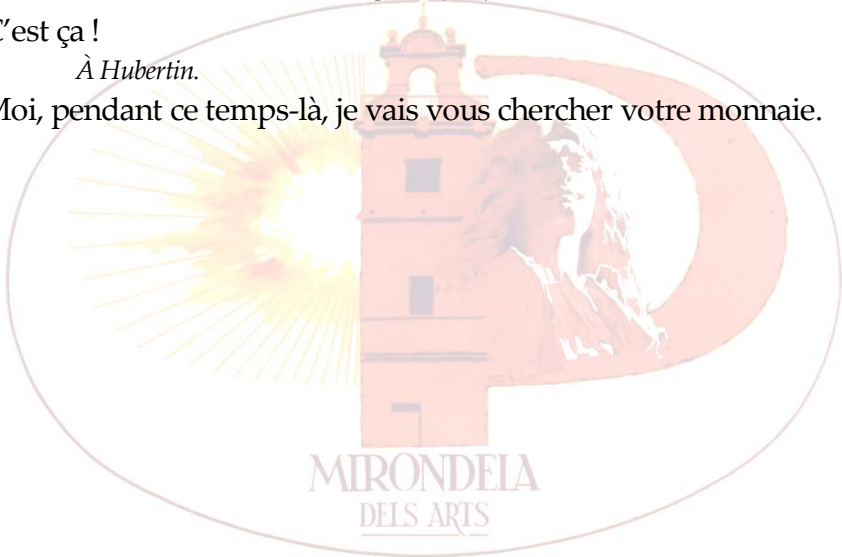 C’est ça !
À Hubertin.
Moi, pendant ce temps-là, je vais vous chercher votre monnaie.
MIRONDELA
DELS ARTS